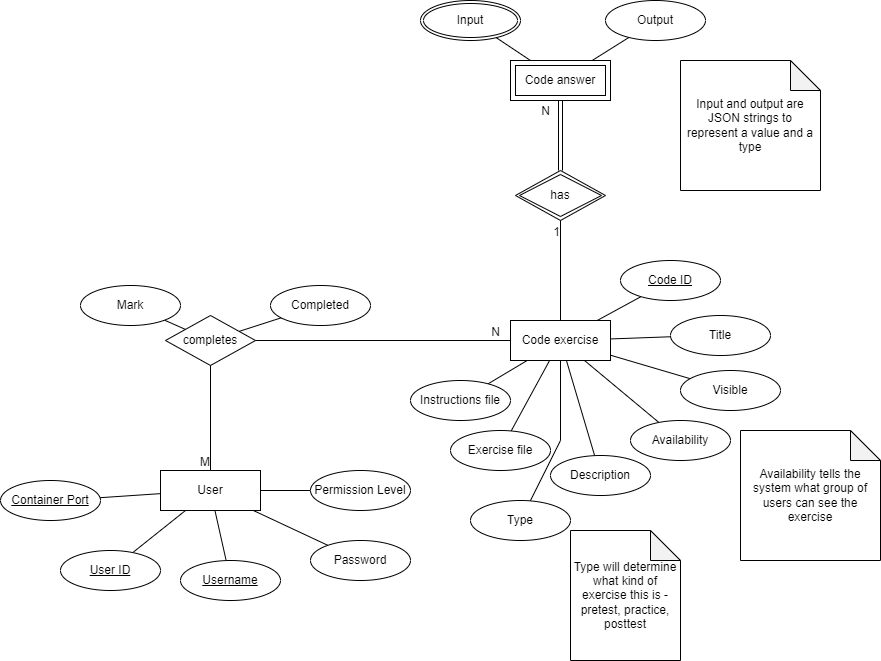 Input
Output
Code answer
N
Input and output are
JSON strings to
represent a value and a
type
has
1
Code ID
Mark
Completed
completes
N
Code exercise
Title
Visible
Instructions file
Availability
Exercise file
Description
Type
M
User
Permission Level
Container Port
User ID
Username
Password
Availability tells the
system what group of
users can see the
exercise
Type will determine
what kind of
exercise this is -
pretest, practice,
posttest